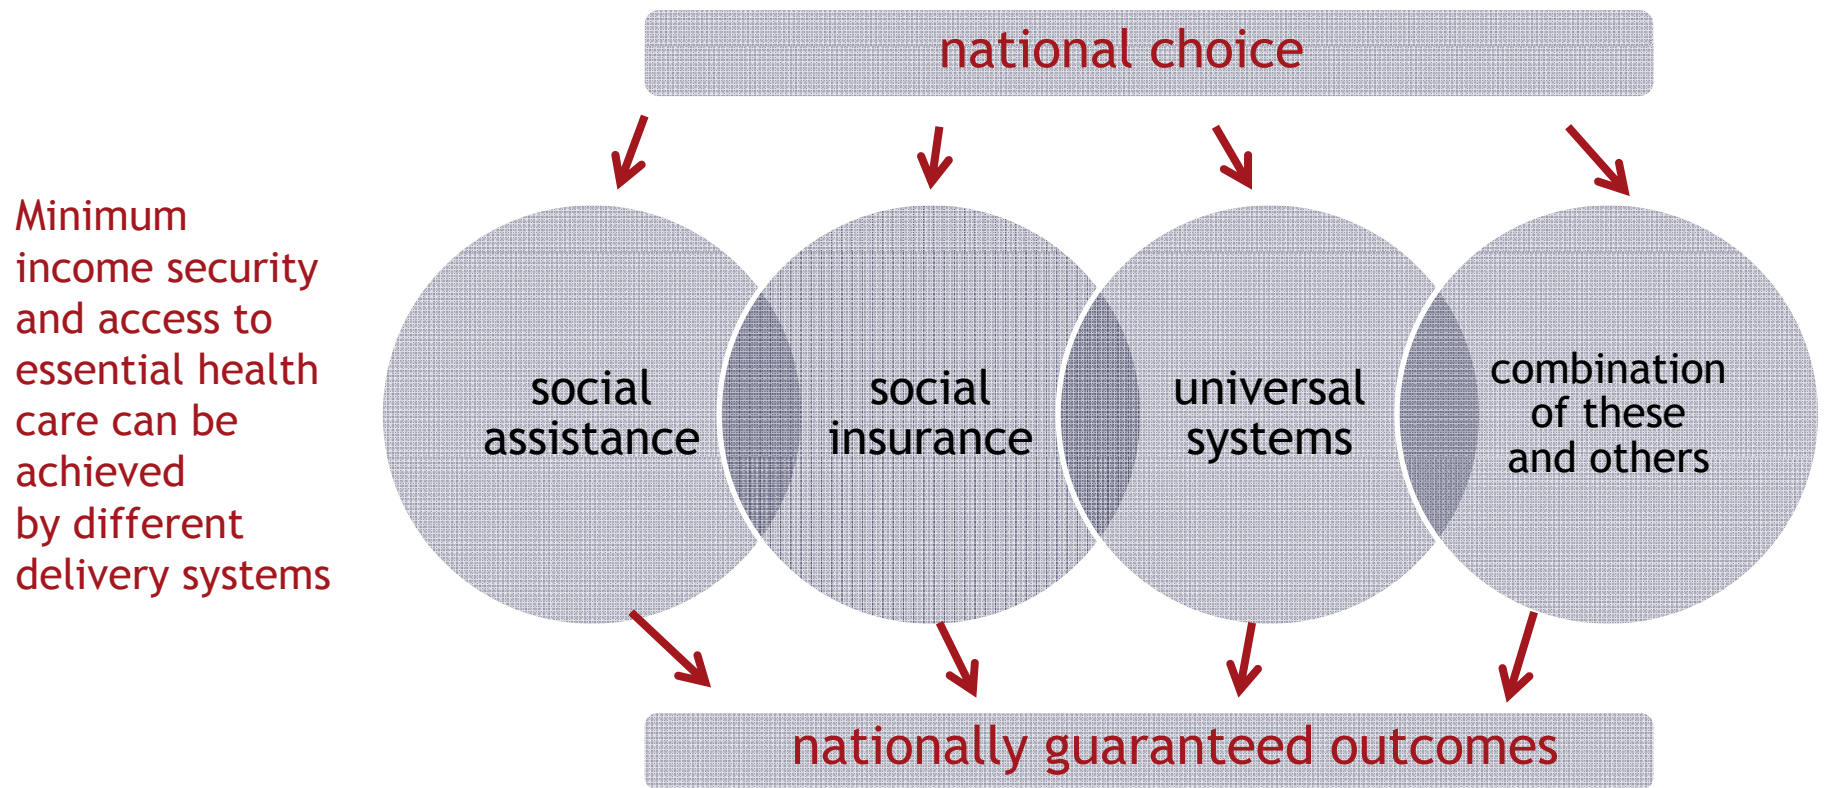 national choice
Minimum
income security
and access to
essential health
care can be
achieved
by different
delivery systems
social
assistance
social
insurance
universal
systems
combination
of these
and others
nationally guaranteed outcomes